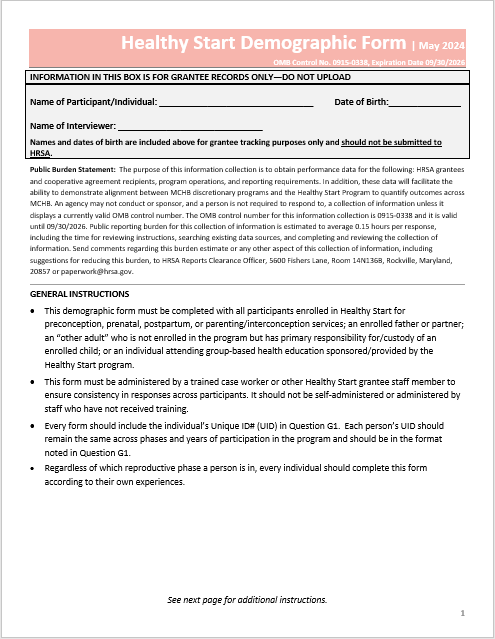 Healthy Start Demographic Form | May 2024
OMB Control No. 0915-0338, Expiration Date 09/30/2026
INFORMATION IN THIS BOX IS FOR GRANTEE RECORDS ONLY—DO NOT UPLOAD
Name of Participant/Individual: ________________________________ Date of Birth:_______________
Name of Interviewer: ______________________________
Names and dates of birth are included above for grantee tracking purposes only and should not be submitted to
HRSA.
Public Burden Statement: The purpose of this information collection is to obtain performance data for the following: HRSA grantees
and cooperative agreement recipients, program operations, and reporting requirements. In addition, these data will facilitate the
ability to demonstrate alignment between MCHB discretionary programs and the Healthy Start Program to quantify outcomes across
MCHB. An agency may not conduct or sponsor, and a person is not required to respond to, a collection of information unless it
displays a currently valid OMB control number. The OMB control number for this information collection is 0915-0338 and it is valid
until 09/30/2026. Public reporting burden for this collection of information is estimated to average 0.15 hours per response,
including the time for reviewing instructions, searching existing data sources, and completing and reviewing the collection of
information. Send comments regarding this burden estimate or any other aspect of this collection of information, including
suggestions for reducing this burden, to HRSA Reports Clearance Officer, 5600 Fishers Lane, Room 14N136B, Rockville, Maryland,
20857 or paperwork@hrsa.gov.
GENERAL INSTRUCTIONS
• This demographic form must be completed with all participants enrolled in Healthy Start for
preconception, prenatal, postpartum, or parenting/interconception services; an enrolled father or partner;
an “other adult” who is not enrolled in the program but has primary responsibility for/custody of an
enrolled child; or an individual attending group-based health education sponsored/provided by the
Healthy Start program.
• This form must be administered by a trained case worker or other Healthy Start grantee staff member to
ensure consistency in responses across participants. It should not be self-administered or administered by
staff who have not received training.
• Every form should include the individual’s Unique ID# (UID) in Question G1. Each person’s UID should
remain the same across phases and years of participation in the program and should be in the format
noted in Question G1.
• Regardless of which reproductive phase a person is in, every individual should complete this form
according to their own experiences.
See next page for additional instructions.
1